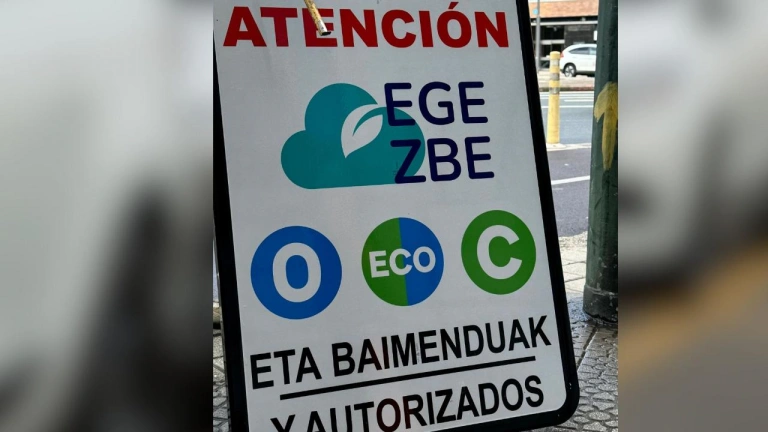 ATENCIÓN
EGE
ZBE
0 ECO C
ETA BAIMENDUAK
Y AUTORIZADOS